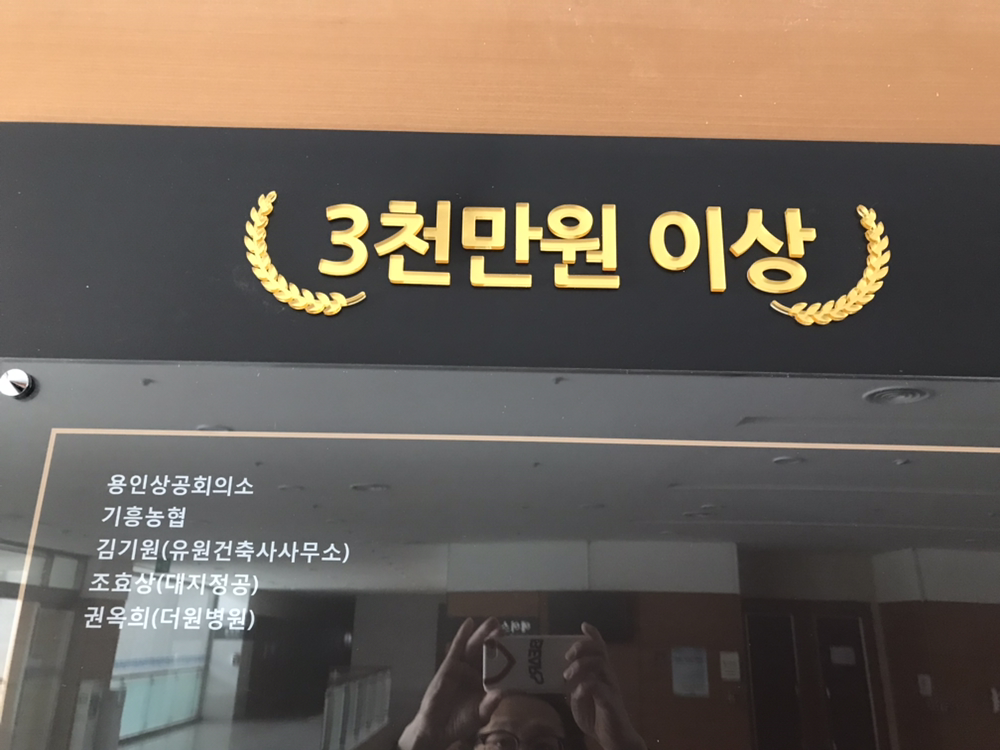 3천만원 이상
용인상공회의소
기흥농협
김기원(유원건축사사무소)
조효상(대지정공)
권옥희(더원병원)